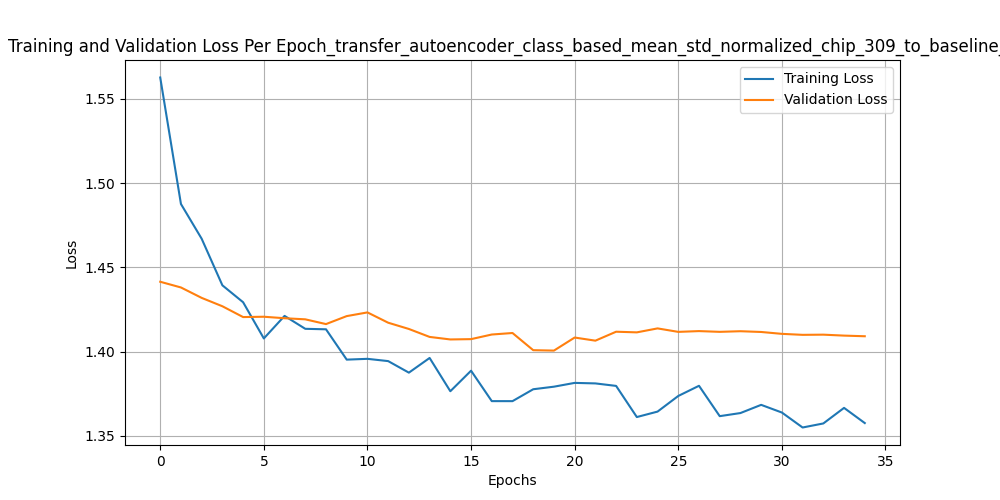 Training and Validation Loss Per Epoch_transfer_autoencoder_class_based_mean_std_normalized_chip_309_to_baseline_
Training Loss
Validation Loss
Loss
1.55
1.50
1.45
1.40
1.35
0 5 10 15 20 25 30 35
Epochs